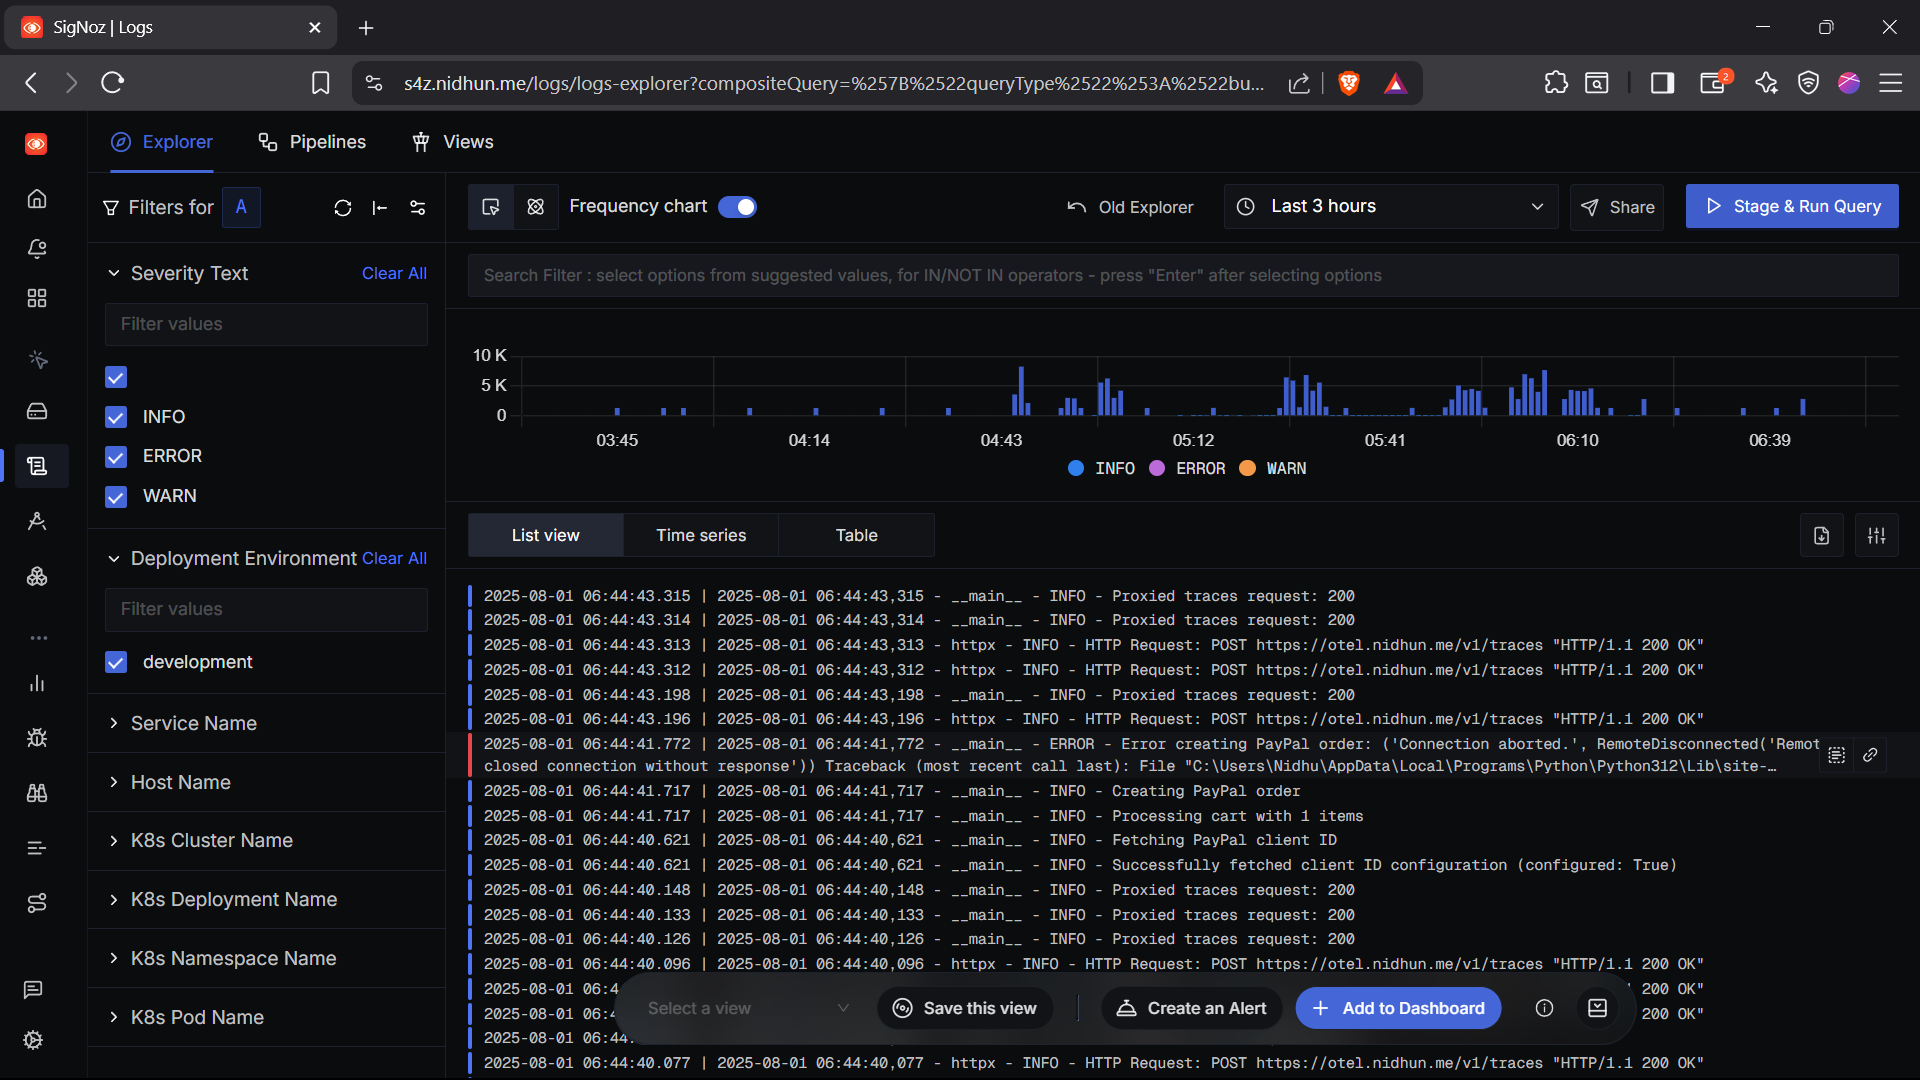 SigNoz | Logs
s4z.nidhun.me/logs/logs-explorer?compositeQuery=%257B%2522queryType%2522%253A%2522bu...
2
Explorer
Pipelines
Views
Filters for A
Frequency chart
Old Explorer
Last 3 hours
Share
Stage & Run Query
Severity Text
Clear All
Filter values
INFO
ERROR
WARN
Deployment Environment
Clear All
Filter values
development
Service Name
Host Name
K8s Cluster Name
K8s Deployment Name
K8s Namespace Name
K8s Pod Name
Search Filter : select options from suggested values, for IN/NOT IN operators - press "Enter" after selecting options
10 K
5 K
0
03:45 04:14 04:43 05:12 05:41 06:10 06:39
INFO ERROR WARN
List view
Time series
Table
2025-08-01 06:44:43.315 | 2025-08-01 06:44:43,315 - __main__ - INFO - Proxied traces request: 200
2025-08-01 06:44:43.314 | 2025-08-01 06:44:43,314 - __main__ - INFO - Proxied traces request: 200
2025-08-01 06:44:43.313 | 2025-08-01 06:44:43,313 - httpx - INFO - HTTP Request: POST https://otel.nidhun.me/v1/traces "HTTP/1.1 200 OK"
2025-08-01 06:44:43.312 | 2025-08-01 06:44:43,312 - httpx - INFO - HTTP Request: POST https://otel.nidhun.me/v1/traces "HTTP/1.1 200 OK"
2025-08-01 06:44:43.198 | 2025-08-01 06:44:43,198 - __main__ - INFO - Proxied traces request: 200
2025-08-01 06:44:43.196 | 2025-08-01 06:44:43,196 - httpx - INFO - HTTP Request: POST https://otel.nidhun.me/v1/traces "HTTP/1.1 200 OK"
2025-08-01 06:44:41.772 | 2025-08-01 06:44:41,772 - __main__ - ERROR - Error creating PayPal order: ('Connection aborted.', RemoteDisconnected('Remot
closed connection without response')) Traceback (most recent call last): File "C:\Users\Nidhu\AppData\Local\Programs\Python\Python312\Lib\site-…
2025-08-01 06:44:41.717 | 2025-08-01 06:44:41,717 - __main__ - INFO - Creating PayPal order
2025-08-01 06:44:41.717 | 2025-08-01 06:44:41,717 - __main__ - INFO - Processing cart with 1 items
2025-08-01 06:44:40.621 | 2025-08-01 06:44:40,621 - __main__ - INFO - Fetching PayPal client ID
2025-08-01 06:44:40.621 | 2025-08-01 06:44:40,621 - __main__ - INFO - Successfully fetched client ID configuration (configured: True)
2025-08-01 06:44:40.148 | 2025-08-01 06:44:40,148 - __main__ - INFO - Proxied traces request: 200
2025-08-01 06:44:40.133 | 2025-08-01 06:44:40,133 - __main__ - INFO - Proxied traces request: 200
2025-08-01 06:44:40.126 | 2025-08-01 06:44:40,126 - __main__ - INFO - Proxied traces request: 200
2025-08-01 06:44:40.096 | 2025-08-01 06:44:40,096 - httpx - INFO - HTTP Request: POST https://otel.nidhun.me/v1/traces "HTTP/1.1 200 OK"
2025-08-01 06:4 200 OK"
2025-08-01 06:4 200 OK"
2025-08-01 06:44.
Select a view
Save this view
Create an Alert
Add to Dashboard
2025-08-01 06:44:40.077 | 2025-08-01 06:44:40,077 - httpx - INFO - HTTP Request: POST https://otel.nidhun.me/v1/traces "HTTP/1.1 200 OK"